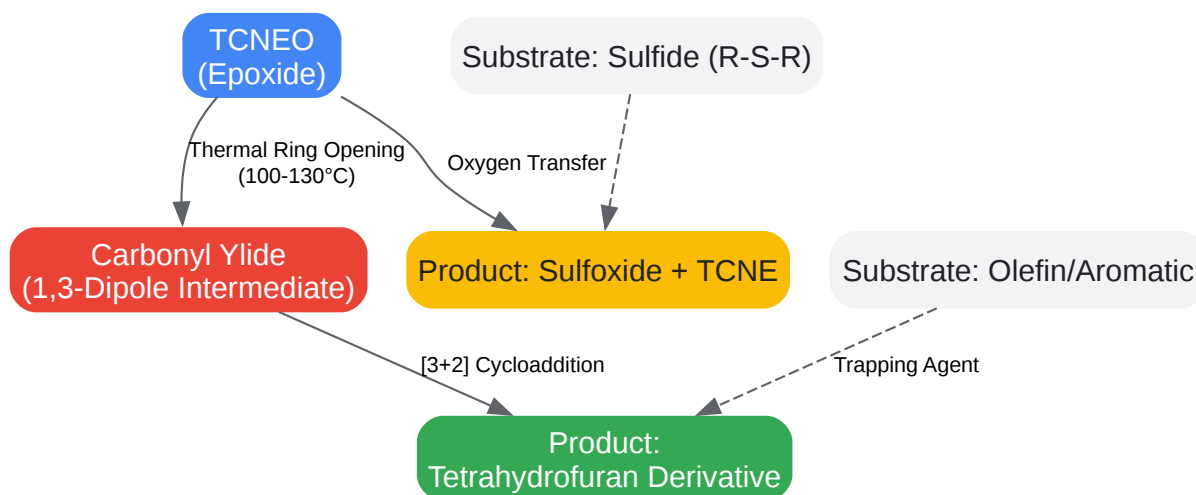 TCNEO
(Epoxide)
Substrate: Sulfide (R-S-R)
Thermal Ring Opening
(100-130°C)
Oxygen Transfer
Carbonyl Ylide
(1,3-Dipole Intermediate)
Product: Sulfoxide + TCNE
Substrate: Olefin/Aromatic
[3+2] Cycloaddition
Trapping Agent
Product:
Tetrahydrofuran Derivative